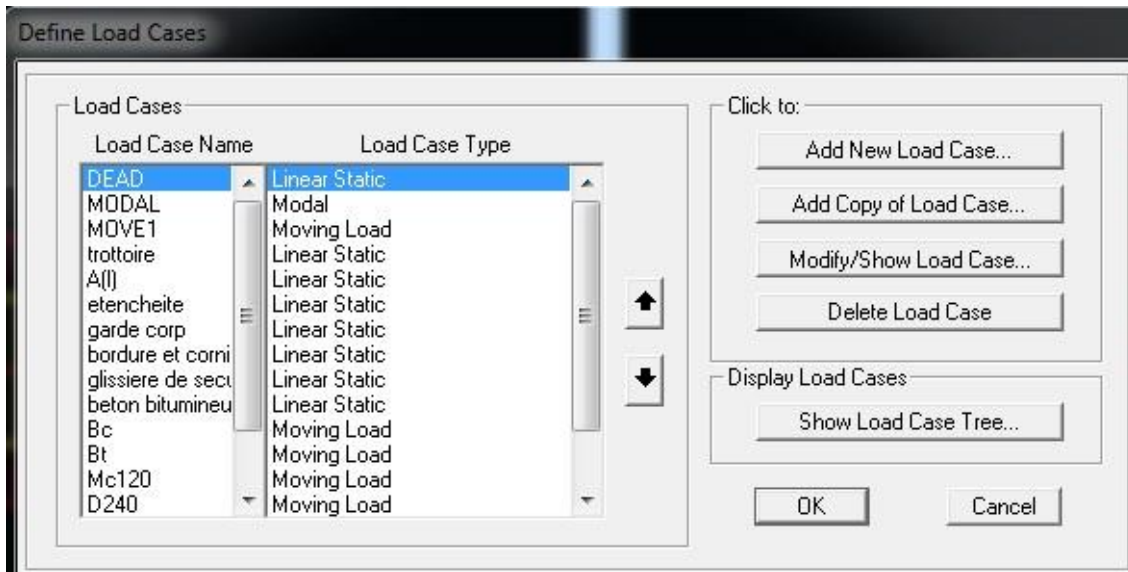 Define Load Cases
Load Cases
Load Case Name Load Case Type
DEAD Linear Static
MODAL Modal
MOVE1 Moving Load
trottoire Linear Static
A(l) Linear Static
etencheite Linear Static
garde corp Linear Static
bordure et corni Linear Static
glissiere de secu Linear Static
beton bitumineu Linear Static
Bc Moving Load
Bt Moving Load
Mc120 Moving Load
D240 Moving Load
Click to:
Add New Load Case...
Add Copy of Load Case...
Modify/Show Load Case...
Delete Load Case
Display Load Cases
Show Load Case Tree...
OK Cancel